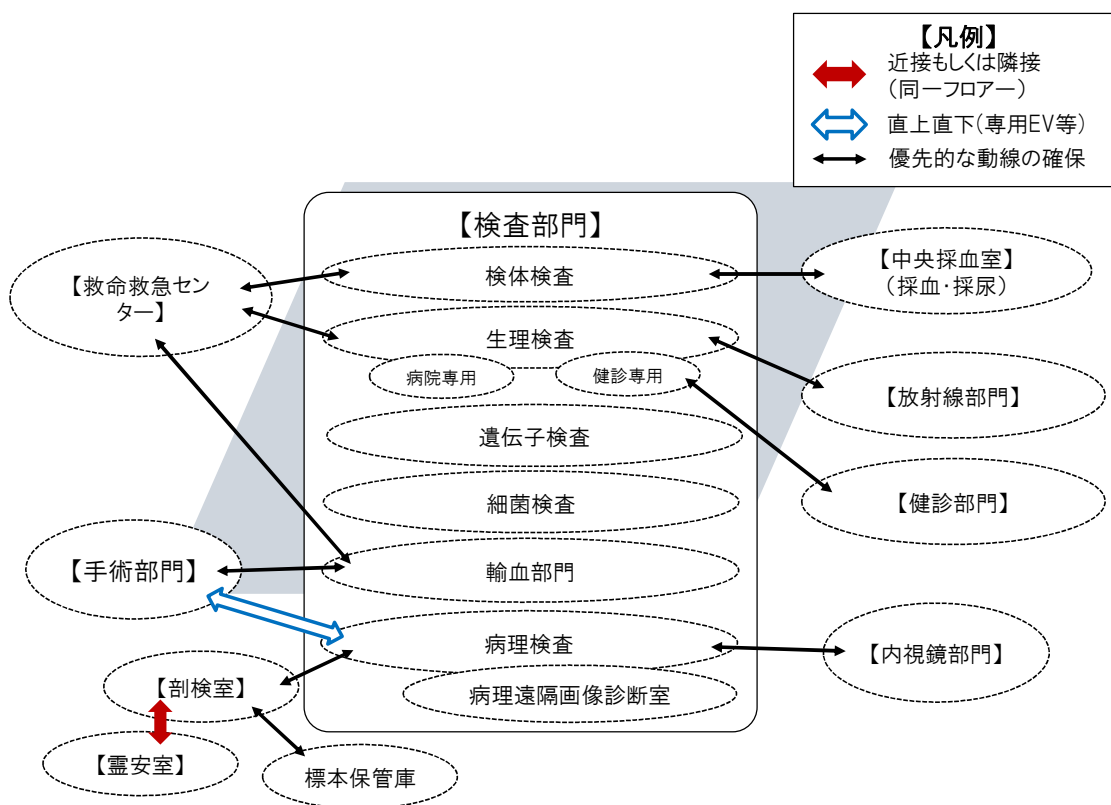 【凡例】
近接もしくは隣接
（同一フロアー）
直上直下（専用EV等）
優先的な動線の確保
【検査部門】
【救命救急セン
ター】
検体検査
【中央採血室】
（採血・採尿）
生理検査
病院専用
健診専用
【放射線部門】
遺伝子検査
細菌検査
【健診部門】
【手術部門】
輸血部門
病理検査
【内視鏡部門】
【剖検室】
病理遠隔画像診断室
【霊安室】
標本保管庫